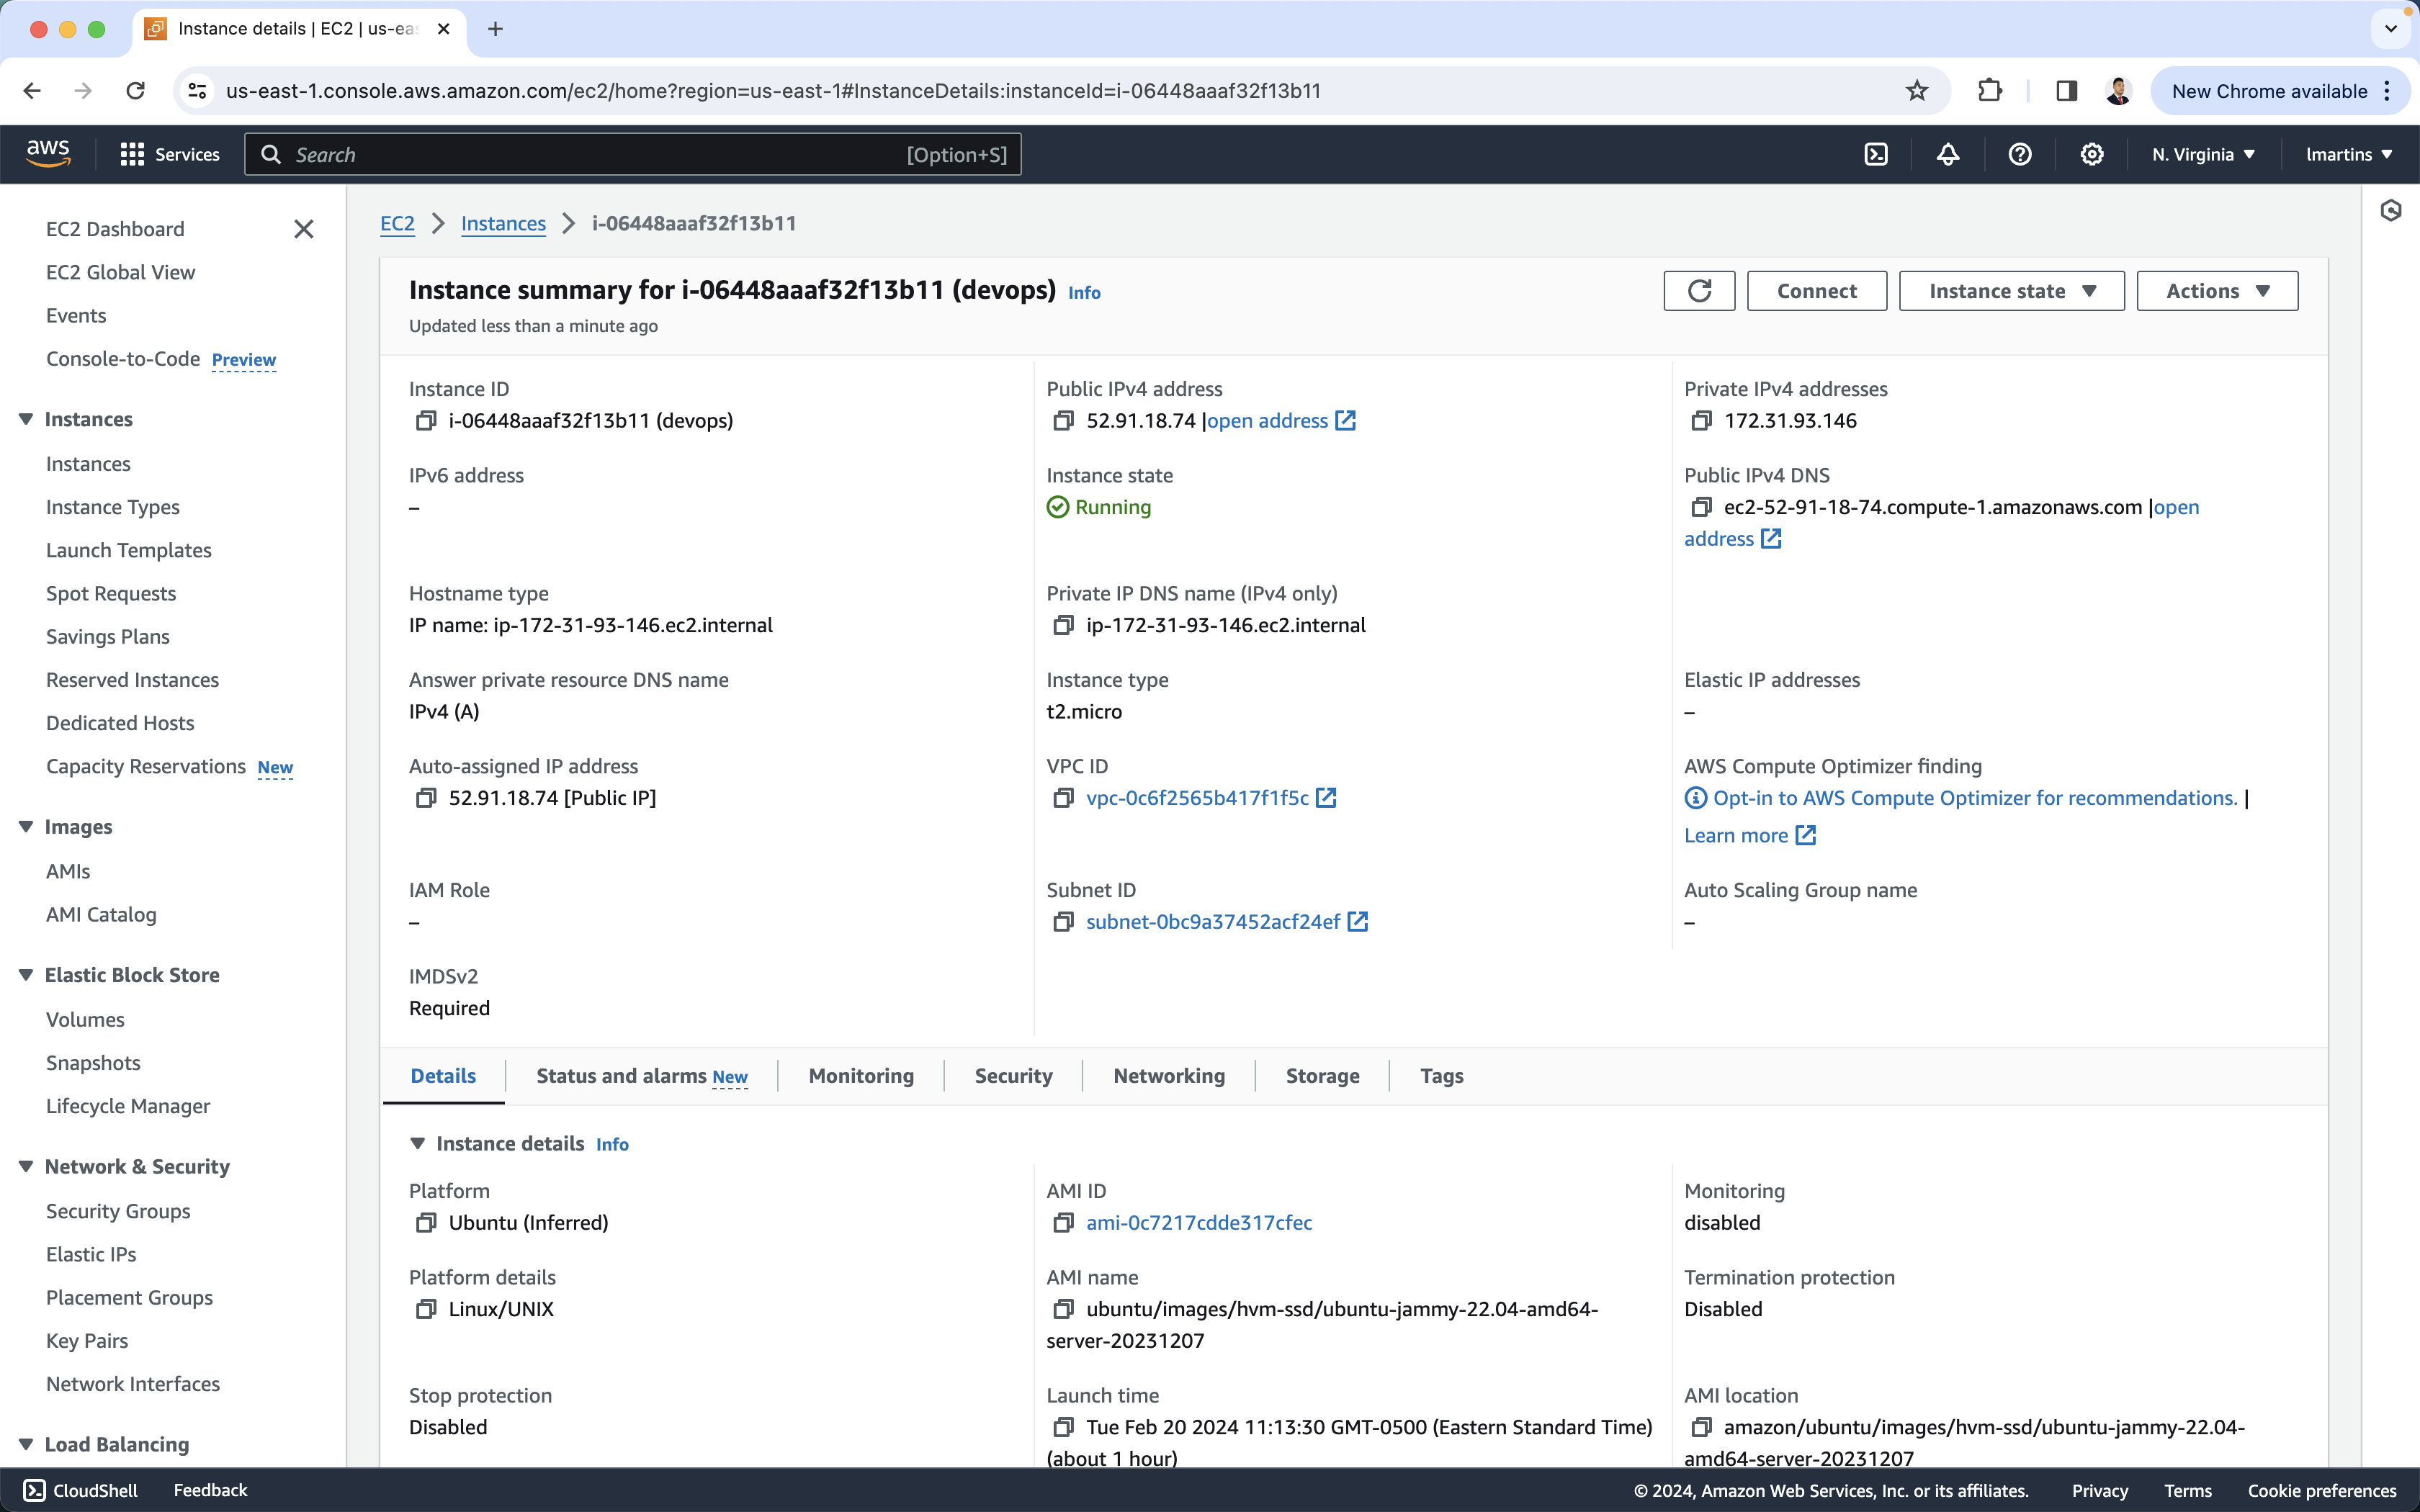 Instance details | EC2 | us-eas
us-east-1.console.aws.amazon.com/ec2/home?region=us-east-1#InstanceDetails:instanceId=i-06448aaaf32f13b11
New Chrome available
aws
Services
Search
[Option+S]
N. Virginia
lmartins
EC2 Dashboard
EC2 Global View
Events
Console-to-Code Preview
Instances
Instances
Instance Types
Launch Templates
Spot Requests
Savings Plans
Reserved Instances
Dedicated Hosts
Capacity Reservations New
Images
AMIs
AMI Catalog
Elastic Block Store
Volumes
Snapshots
Lifecycle Manager
Network & Security
Security Groups
Elastic IPs
Placement Groups
Key Pairs
Network Interfaces
Load Balancing
EC2 > Instances > i-06448aaaf32f13b11
Instance summary for i-06448aaaf32f13b11 (devops) Info
Updated less than a minute ago
Connect
Instance state
Actions
Instance ID
i-06448aaaf32f13b11 (devops)
Public IPv4 address
52.91.18.74 |open address
Private IPv4 addresses
172.31.93.146
IPv6 address
–
Instance state
Running
Public IPv4 DNS
ec2-52-91-18-74.compute-1.amazonaws.com |open
address
Hostname type
IP name: ip-172-31-93-146.ec2.internal
Private IP DNS name (IPv4 only)
ip-172-31-93-146.ec2.internal
Answer private resource DNS name
IPv4 (A)
Instance type
t2.micro
Elastic IP addresses
–
Auto-assigned IP address
52.91.18.74 [Public IP]
VPC ID
vpc-0c6f2565b417f1f5c
AWS Compute Optimizer finding
Opt-in to AWS Compute Optimizer for recommendations. |
Learn more
IAM Role
–
Subnet ID
subnet-0bc9a37452acf24ef
Auto Scaling Group name
–
IMDSv2
Required
Details
Status and alarms New
Monitoring
Security
Networking
Storage
Tags
Instance details Info
Platform
Ubuntu (Inferred)
AMI ID
ami-0c7217cdde317cfec
Monitoring
disabled
Platform details
Linux/UNIX
AMI name
ubuntu/images/hvm-ssd/ubuntu-jammy-22.04-amd64-
server-20231207
Termination protection
Disabled
Stop protection
Disabled
Launch time
Tue Feb 20 2024 11:13:30 GMT-0500 (Eastern Standard Time)
(about 1 hour)
AMI location
amazon/ubuntu/images/hvm-ssd/ubuntu-jammy-22.04-
amd64-server-20231207
CloudShell
Feedback
© 2024, Amazon Web Services, Inc. or its affiliates.
Privacy
Terms
Cookie preferences